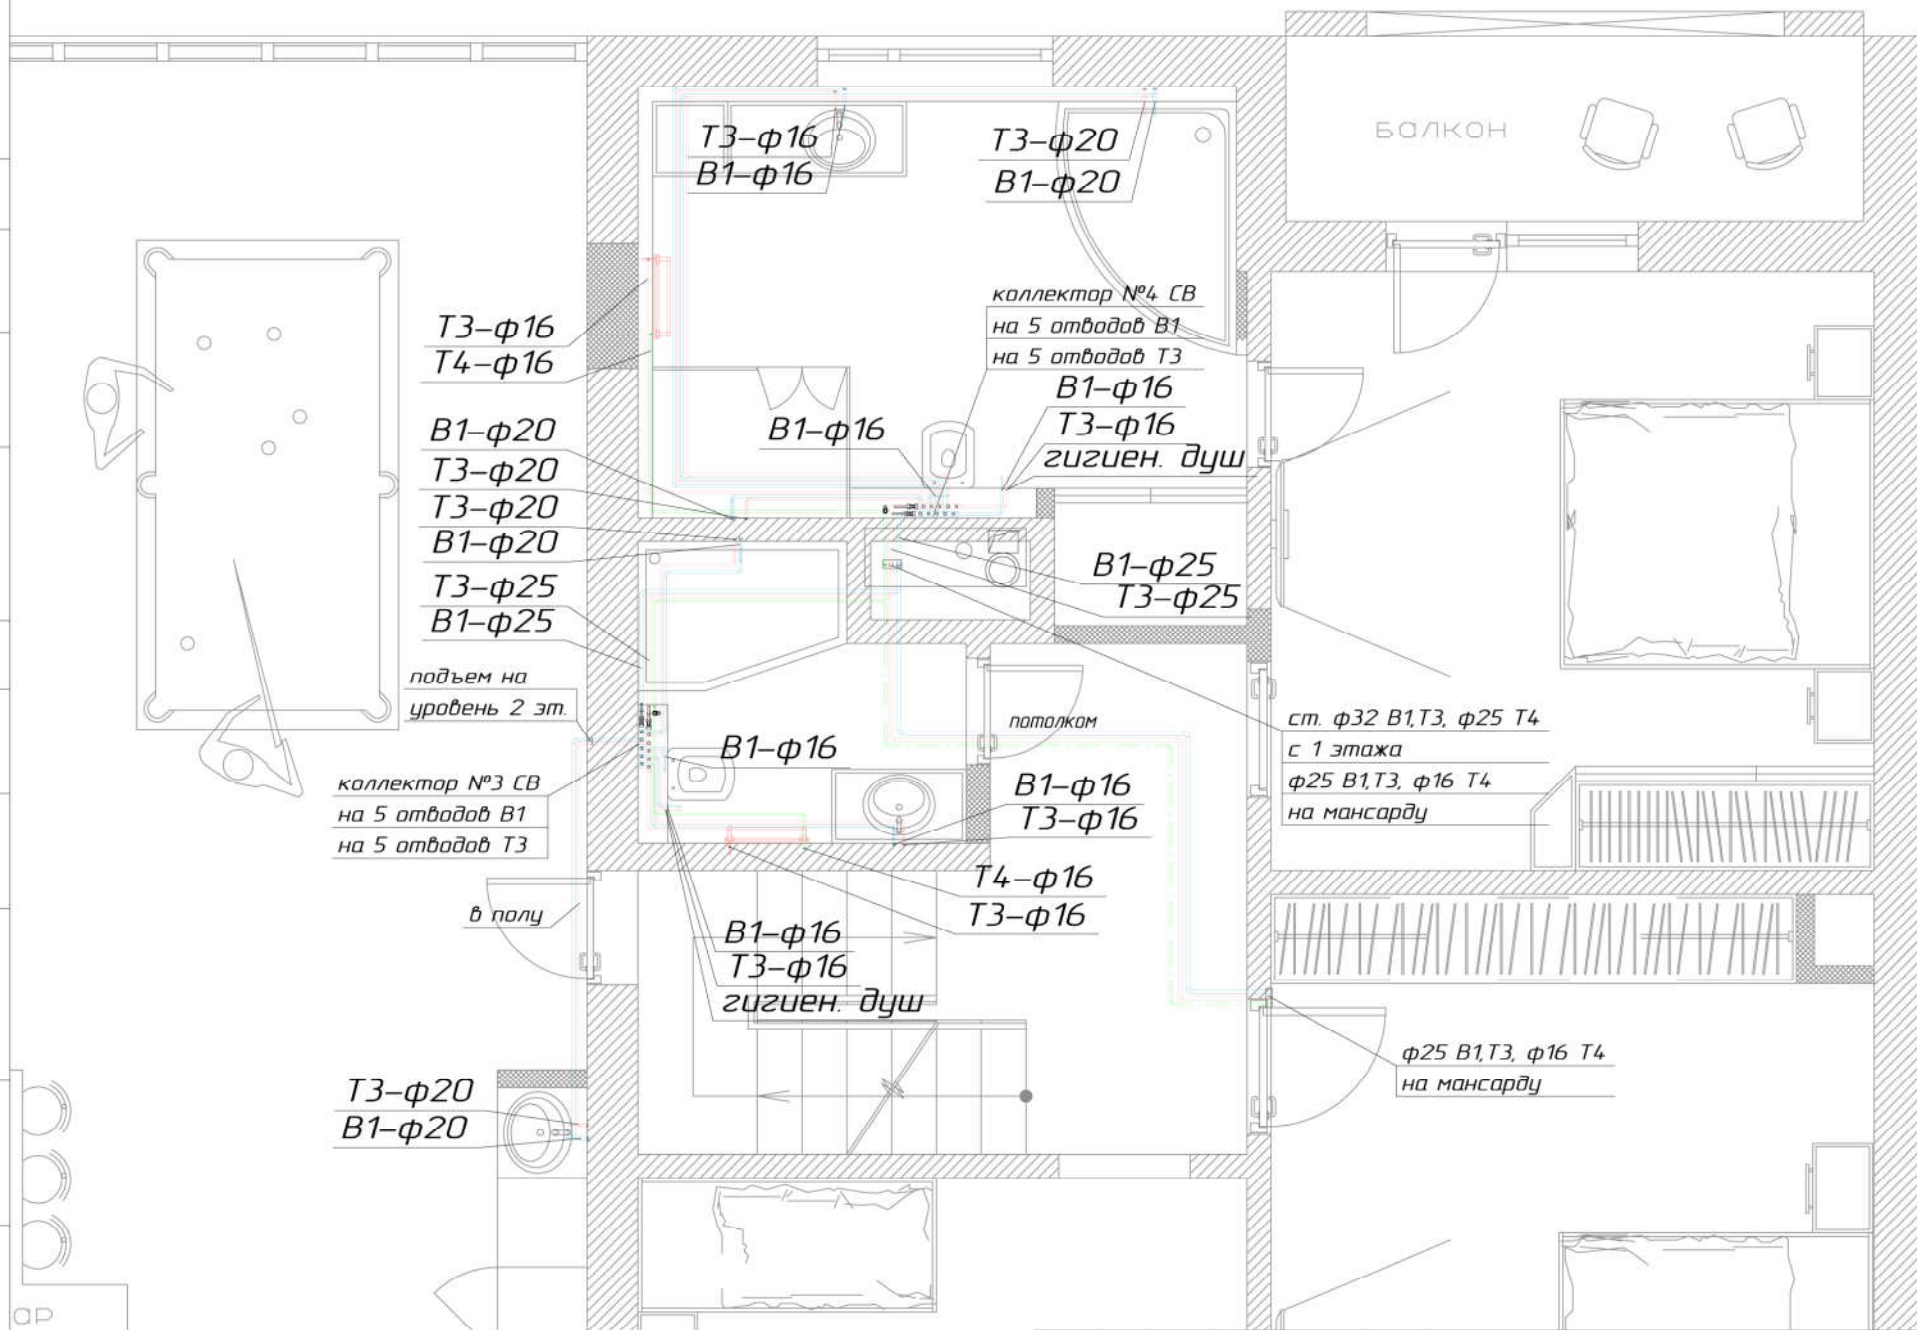 Т3-ф16
В1-ф16
Т3-ф20
В1-ф20
БАЛКОН
коллектор №4 СВ
на 5 отводов В1
на 5 отводов Т3
Т3-ф16
Т4-ф16
В1-ф16
Т3-ф16
гигиен. душ
В1-ф16
В1-ф20
Т3-ф20
Т3-ф20
В1-ф20
Т3-ф25
В1-ф25
В1-ф25
Т3-ф25
подъем на
уровень 2 эт.
потолком
ст. ф32 В1,Т3, ф25 Т4
с 1 этажа
ф25 В1,Т3, ф16 Т4
на мансарду
В1-ф16
коллектор №3 СВ
на 5 отводов В1
на 5 отводов Т3
В1-ф16
Т3-ф16
Т4-ф16
Т3-ф16
в полу
В1-ф16
Т3-ф16
гигиен. душ
ф25 В1,Т3, ф16 Т4
на мансарду
Т3-ф20
В1-ф20
АР